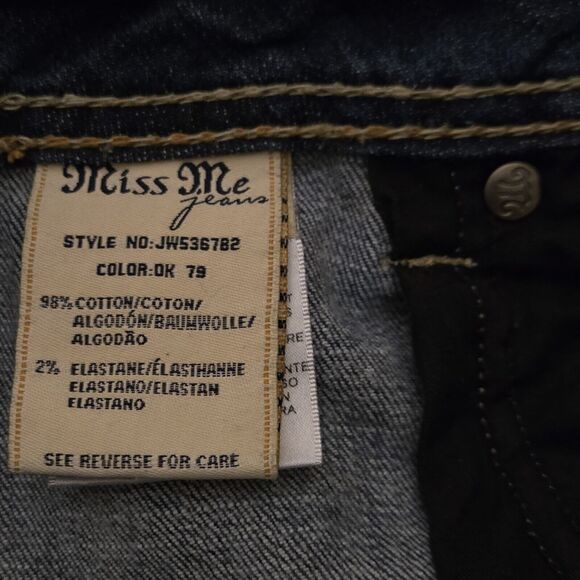 Miss Me
jeans
STYLE NO:JW5367B2
COLOR:DK 79
98% COTTON/COTON/
ALGODÓN/BAUMWOLLE/
ALGODÃO
2% ELASTANE/ÉLASTHANNE
ELASTANO/ELASTAN
ELASTANO
SEE REVERSE FOR CARE